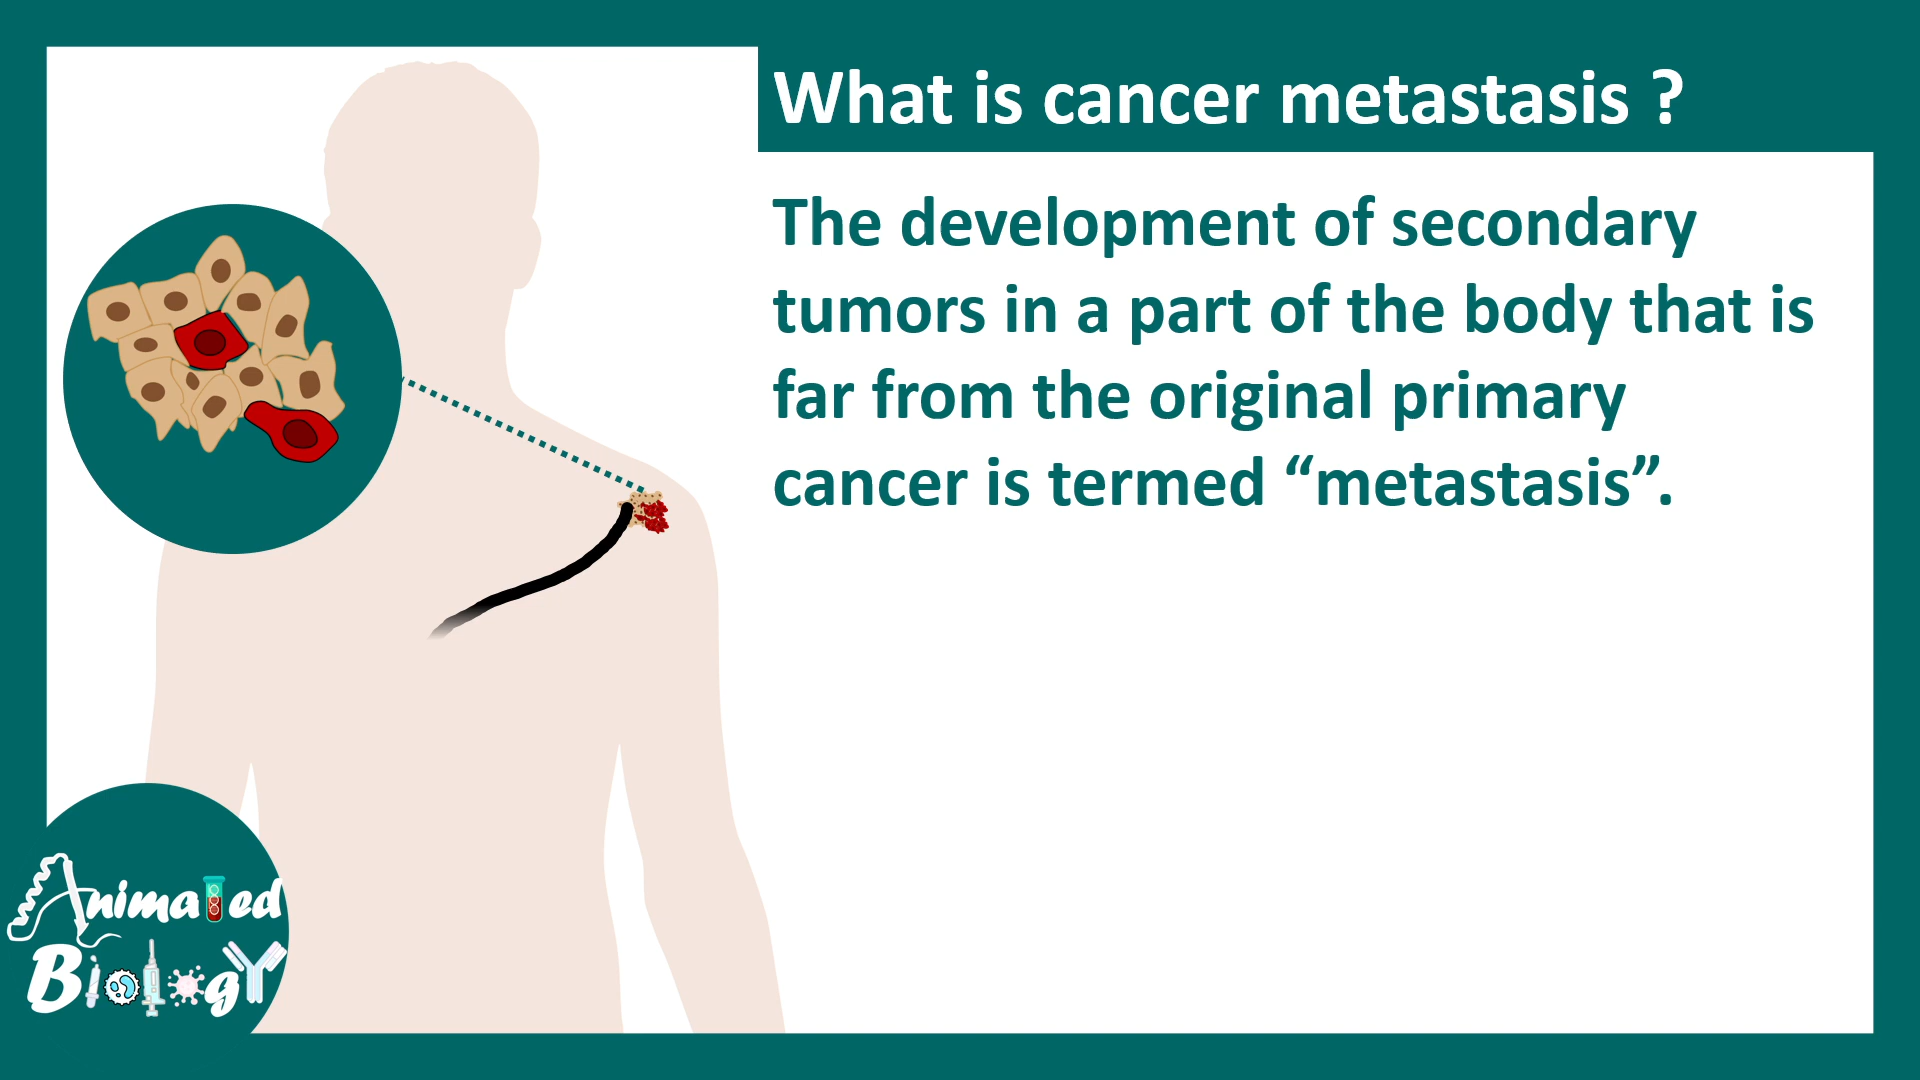 What is cancer metastasis ?
The development of secondary
tumors in a part of the body that is
far from the original primary
cancer is termed “metastasis”.
Animated
Biology